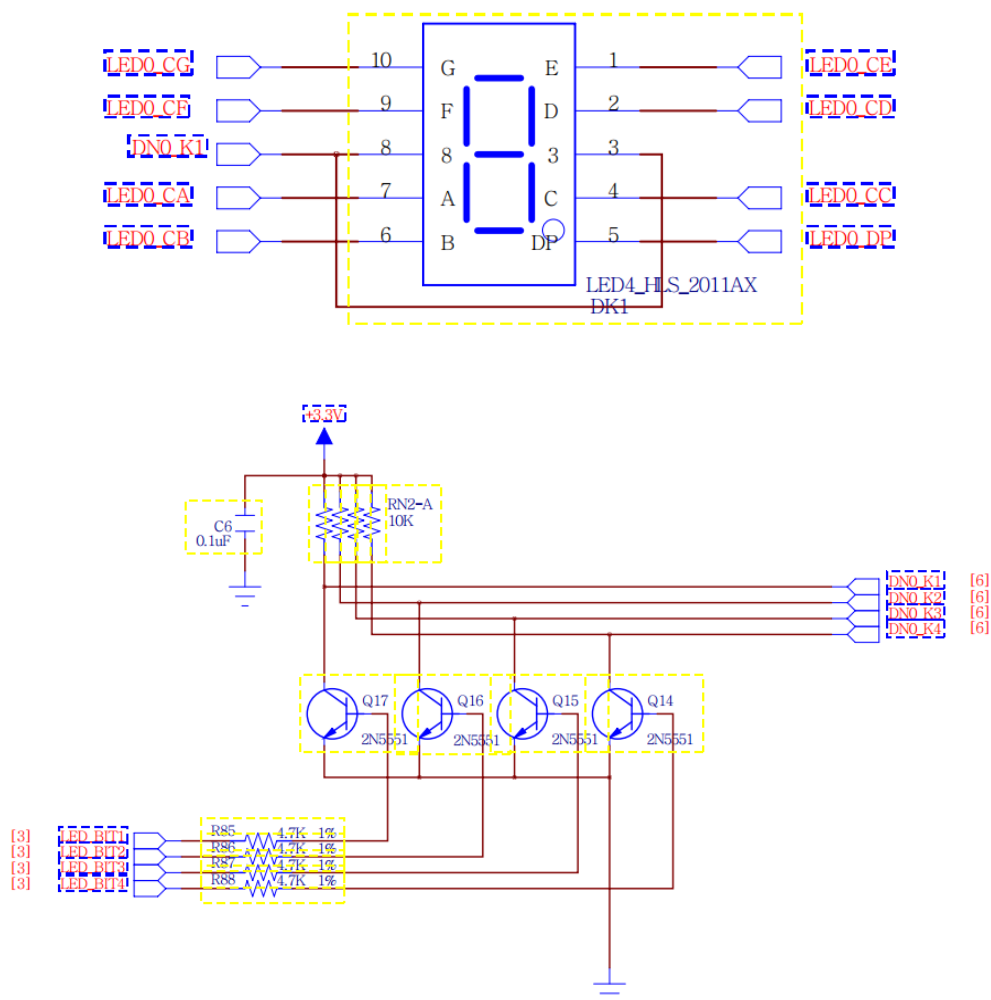 LED0_CG 10 G E 1 LED0_CE
LED0_CF 9 F D 2 LED0_CD
DN0_K1 8 8 3 3
LED0_CA 7 A C 4 LED0_CC
LED0_CB 6 B DP 5 LED0_DP
LED4_HLS_2011AX
DK1
+3.3V
RN2-A
10K
C6
0.1uF
DN0_K1 [6]
DN0_K2 [6]
DN0_K3 [6]
DN0_K4 [6]
Q17 Q16 Q15 Q14
2N5551 2N5551 2N5551 2N5551
[3] LED_BIT1 R85 4.7K 1%
[3] LED_BIT2 R86 4.7K 1%
[3] LED_BIT3 R87 4.7K 1%
[3] LED_BIT4 R88 4.7K 1%